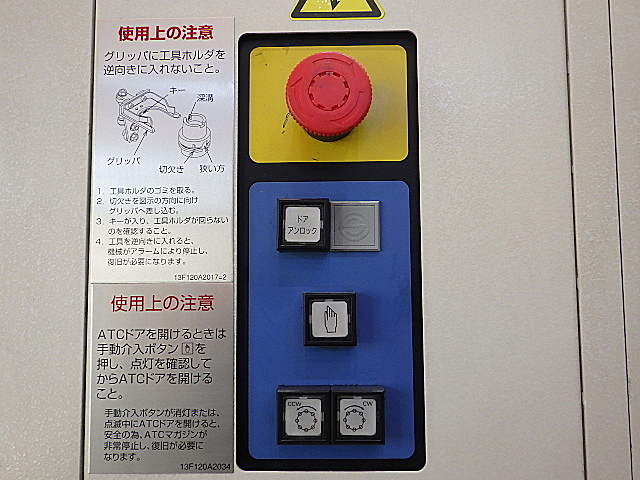 使用上の注意
グリッパに工具ホルダを
逆向きに入れないこと。
キー
深溝
グリッパ
切欠き
狭い方
1. 工具ホルダのゴミを取る。
2. 切欠きを図示の方向に向け
グリッパへ差し込む。
3. キーが入り、工具ホルダが回らない
のを確認すること。
4. 工具を逆向きに入れると、
機械がアラームにより停止し、
復旧が必要になります。
13F120A2017-2
使用上の注意
ATCドアを開けるときは
手動介入ボタン を
押し、点灯を確認して
からATCドアを開ける
こと。
手動介入ボタンが消灯または、
点滅中にATCドアを開けると、
安全の為、ATCマガジンが
非常停止し、復旧が必要に
なります。
13F120A2034
ドア
アンロック
CCW
CW